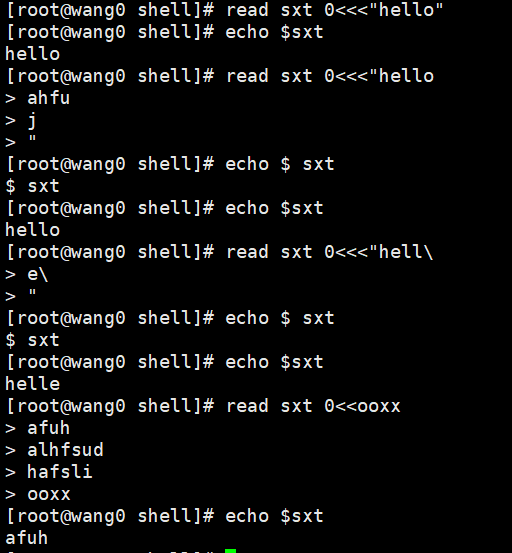 [root@wang0 shell]# read sxt 0<<<"hello"
[root@wang0 shell]# echo $sxt
hello
[root@wang0 shell]# read sxt 0<<<"hello
> ahfu
> j
> "
[root@wang0 shell]# echo $ sxt
$ sxt
[root@wang0 shell]# echo $sxt
hello
[root@wang0 shell]# read sxt 0<<<"hell\
> e\
> "
[root@wang0 shell]# echo $ sxt
$ sxt
[root@wang0 shell]# echo $sxt
helle
[root@wang0 shell]# read sxt 0<<ooxx
> afuh
> alhfsud
> hafsli
> ooxx
[root@wang0 shell]# echo $sxt
afuh